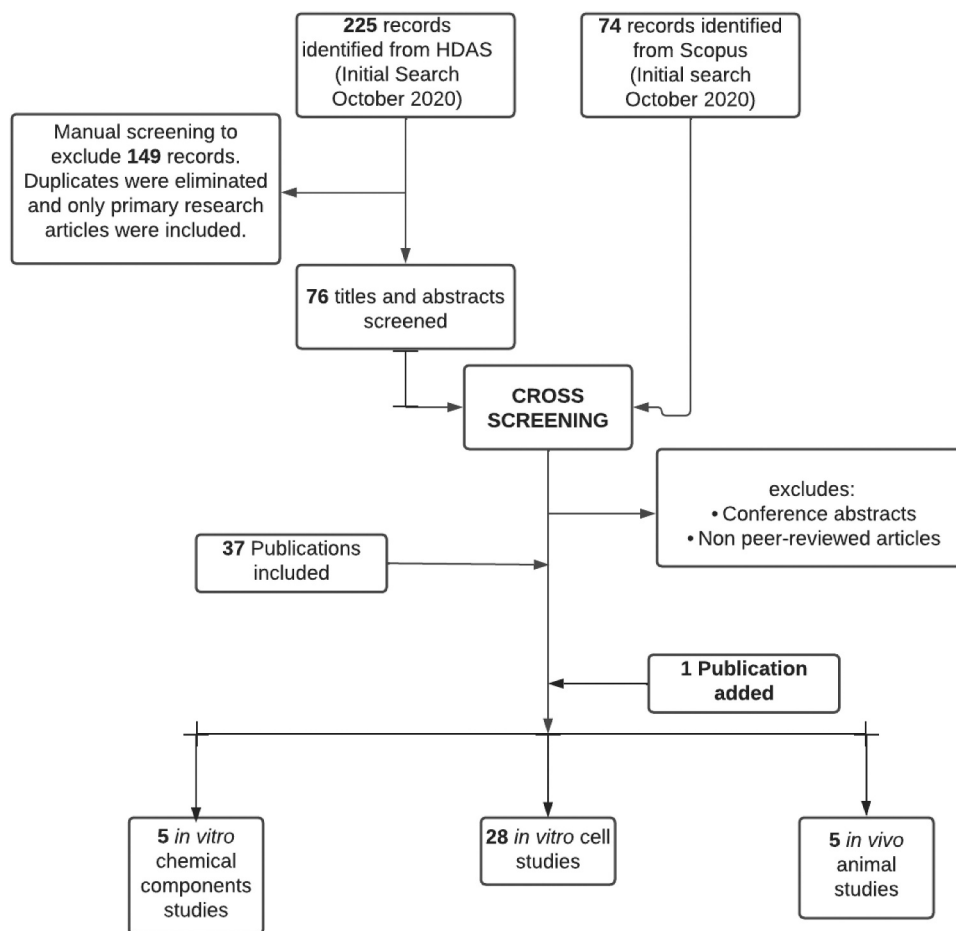 225 records
identified from HDAS
(Initial Search
October 2020)
74 records identified
from Scopus
(Initial search
October 2020)
Manual screening to
exclude 149 records.
Duplicates were eliminated
and only primary research
articles were included.
76 titles and abstracts
screened
CROSS
SCREENING
excludes:
• Conference abstracts
• Non peer-reviewed articles
37 Publications
included
1 Publication
added
5 in vitro
chemical
components
studies
28 in vitro cell
studies
5 in vivo
animal
studies